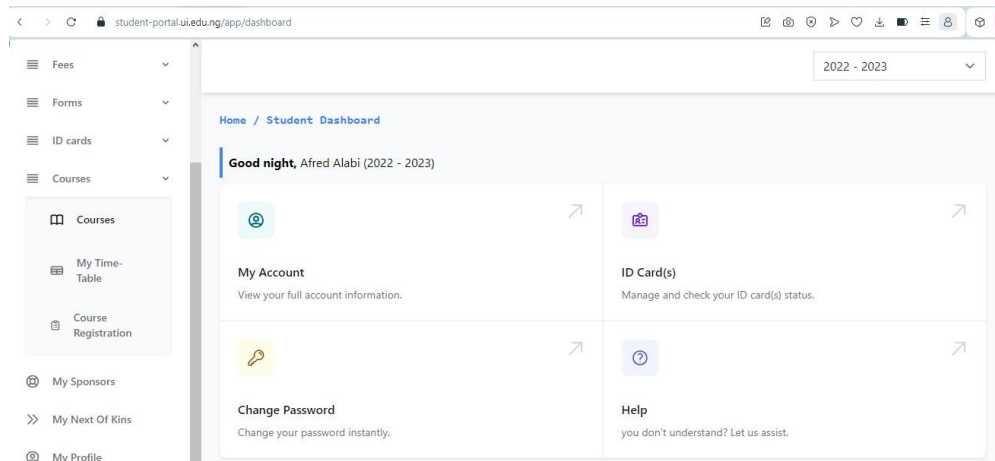 student-portal.ui.edu.ng/app/dashboard
Fees
Forms
ID cards
Courses
Courses
My Time-
Table
Course
Registration
My Sponsors
My Next Of Kins
My Profile
2022 - 2023
Home / Student Dashboard
Good night, Afred Alabi (2022 - 2023)
My Account
View your full account information.
ID Card(s)
Manage and check your ID card(s) status.
Change Password
Change your password instantly.
Help
you don't understand? Let us assist.